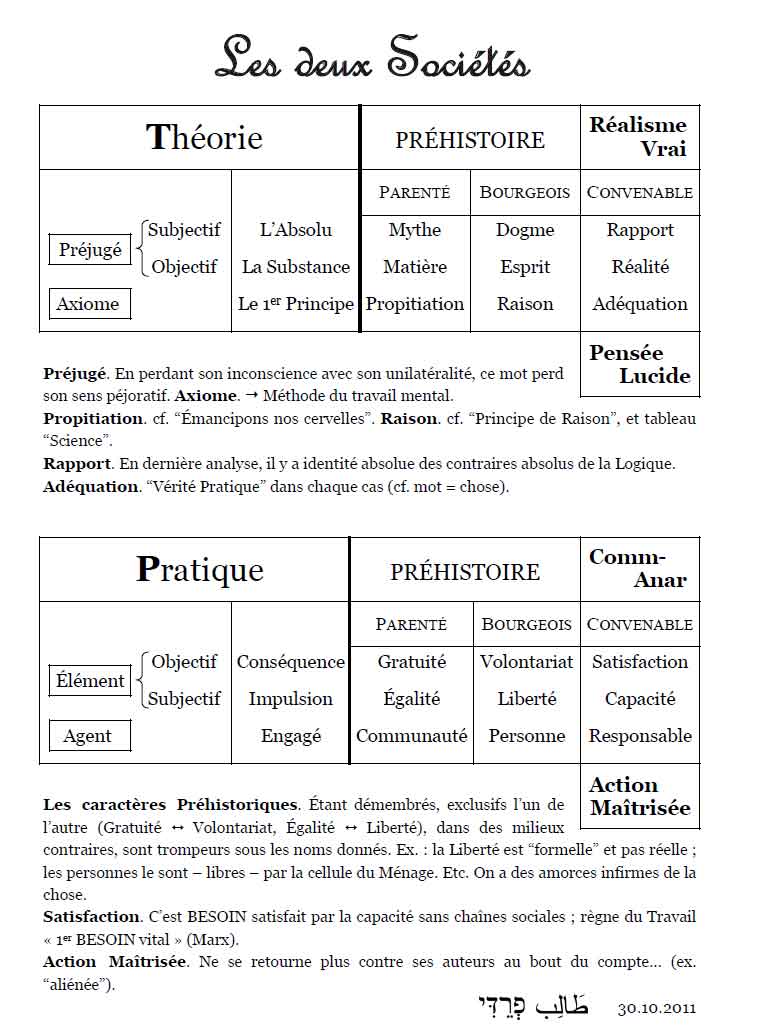 Les deux Sociétés
Théorie PRÉHISTOIRE Réalisme
Vrai
PARENTÉ BOURGEOIS CONVENABLE
Préjugé Subjectif L’Absolu Mythe Dogme Rapport
Objectif La Substance Matière Esprit Réalité
Axiome Le 1er Principe Propitiation Raison Adéquation
Pensée
Lucide
Préjugé. En perdant son inconscience avec son unilatéralité, ce mot perd
son sens péjoratif. Axiome. → Méthode du travail mental.
Propitiation. cf. “Émancipons nos cervelles”. Raison. cf. “Principe de Raison”, et tableau
“Science”.
Rapport. En dernière analyse, il y a identité absolue des contraires absolus de la Logique.
Adéquation. “Vérité Pratique” dans chaque cas (cf. mot = chose).
Pratique PRÉHISTOIRE Comm-
Anar
PARENTÉ BOURGEOIS CONVENABLE
Élément Objectif Conséquence Gratuité Volontariat Satisfaction
Subjectif Impulsion Égalité Liberté Capacité
Agent Engagé Communauté Personne Responsable
Action
Maîtrisée
Les caractères Préhistoriques. Étant démembrés, exclusifs l’un de
l’autre (Gratuité ↔ Volontariat, Égalité ↔ Liberté), dans des milieux
contraires, sont trompeurs sous les noms donnés. Ex. : la Liberté est “formelle” et pas réelle ;
les personnes le sont – libres – par la cellule du Ménage. Etc. On a des amorces infirmes de la
chose.
Satisfaction. C’est BESOIN satisfait par la capacité sans chaînes sociales ; règne du Travail
« 1er BESOIN vital » (Marx).
Action Maîtrisée. Ne se retourne plus contre ses auteurs au bout du compte… (ex.
“aliénée”).
طَالِب 30.10.2011